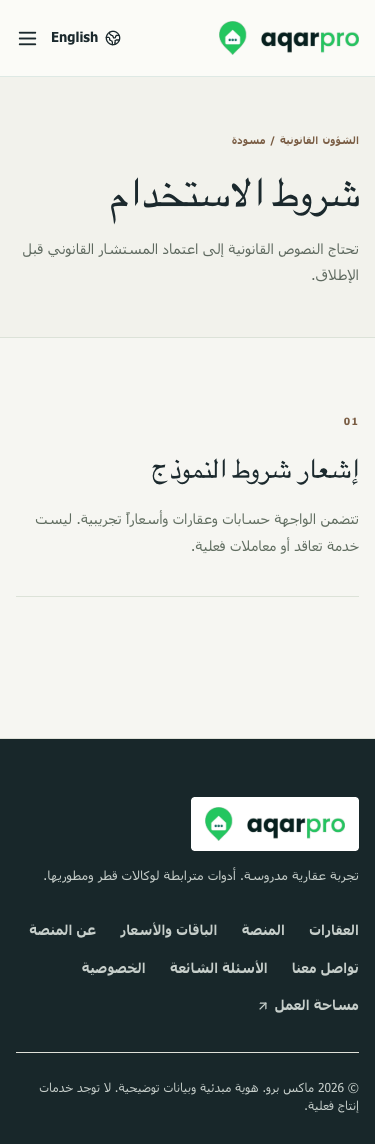 aqarpro
English
الشؤون القانونية / مسودة
شروط الاستخدام
تحتاج النصوص القانونية إلى اعتماد المستشار القانوني قبل
الإطلاق.
01
إشعار شروط النموذج
تتضمن الواجهة حسابات وعقارات وأسعاراً تجريبية. ليست
خدمة تعاقد أو معاملات فعلية.
aqarpro
تجربة عقارية مدروسة. أدوات مترابطة لوكالات قطر ومطوريها.
العقارات المنصة الباقات والأسعار عن المنصة
تواصل معنا الأسئلة الشائعة الخصوصية
مساحة العمل
© 2026 ماكس برو. هوية مبدئية وبيانات توضيحية. لا توجد خدمات
إنتاج فعلية.